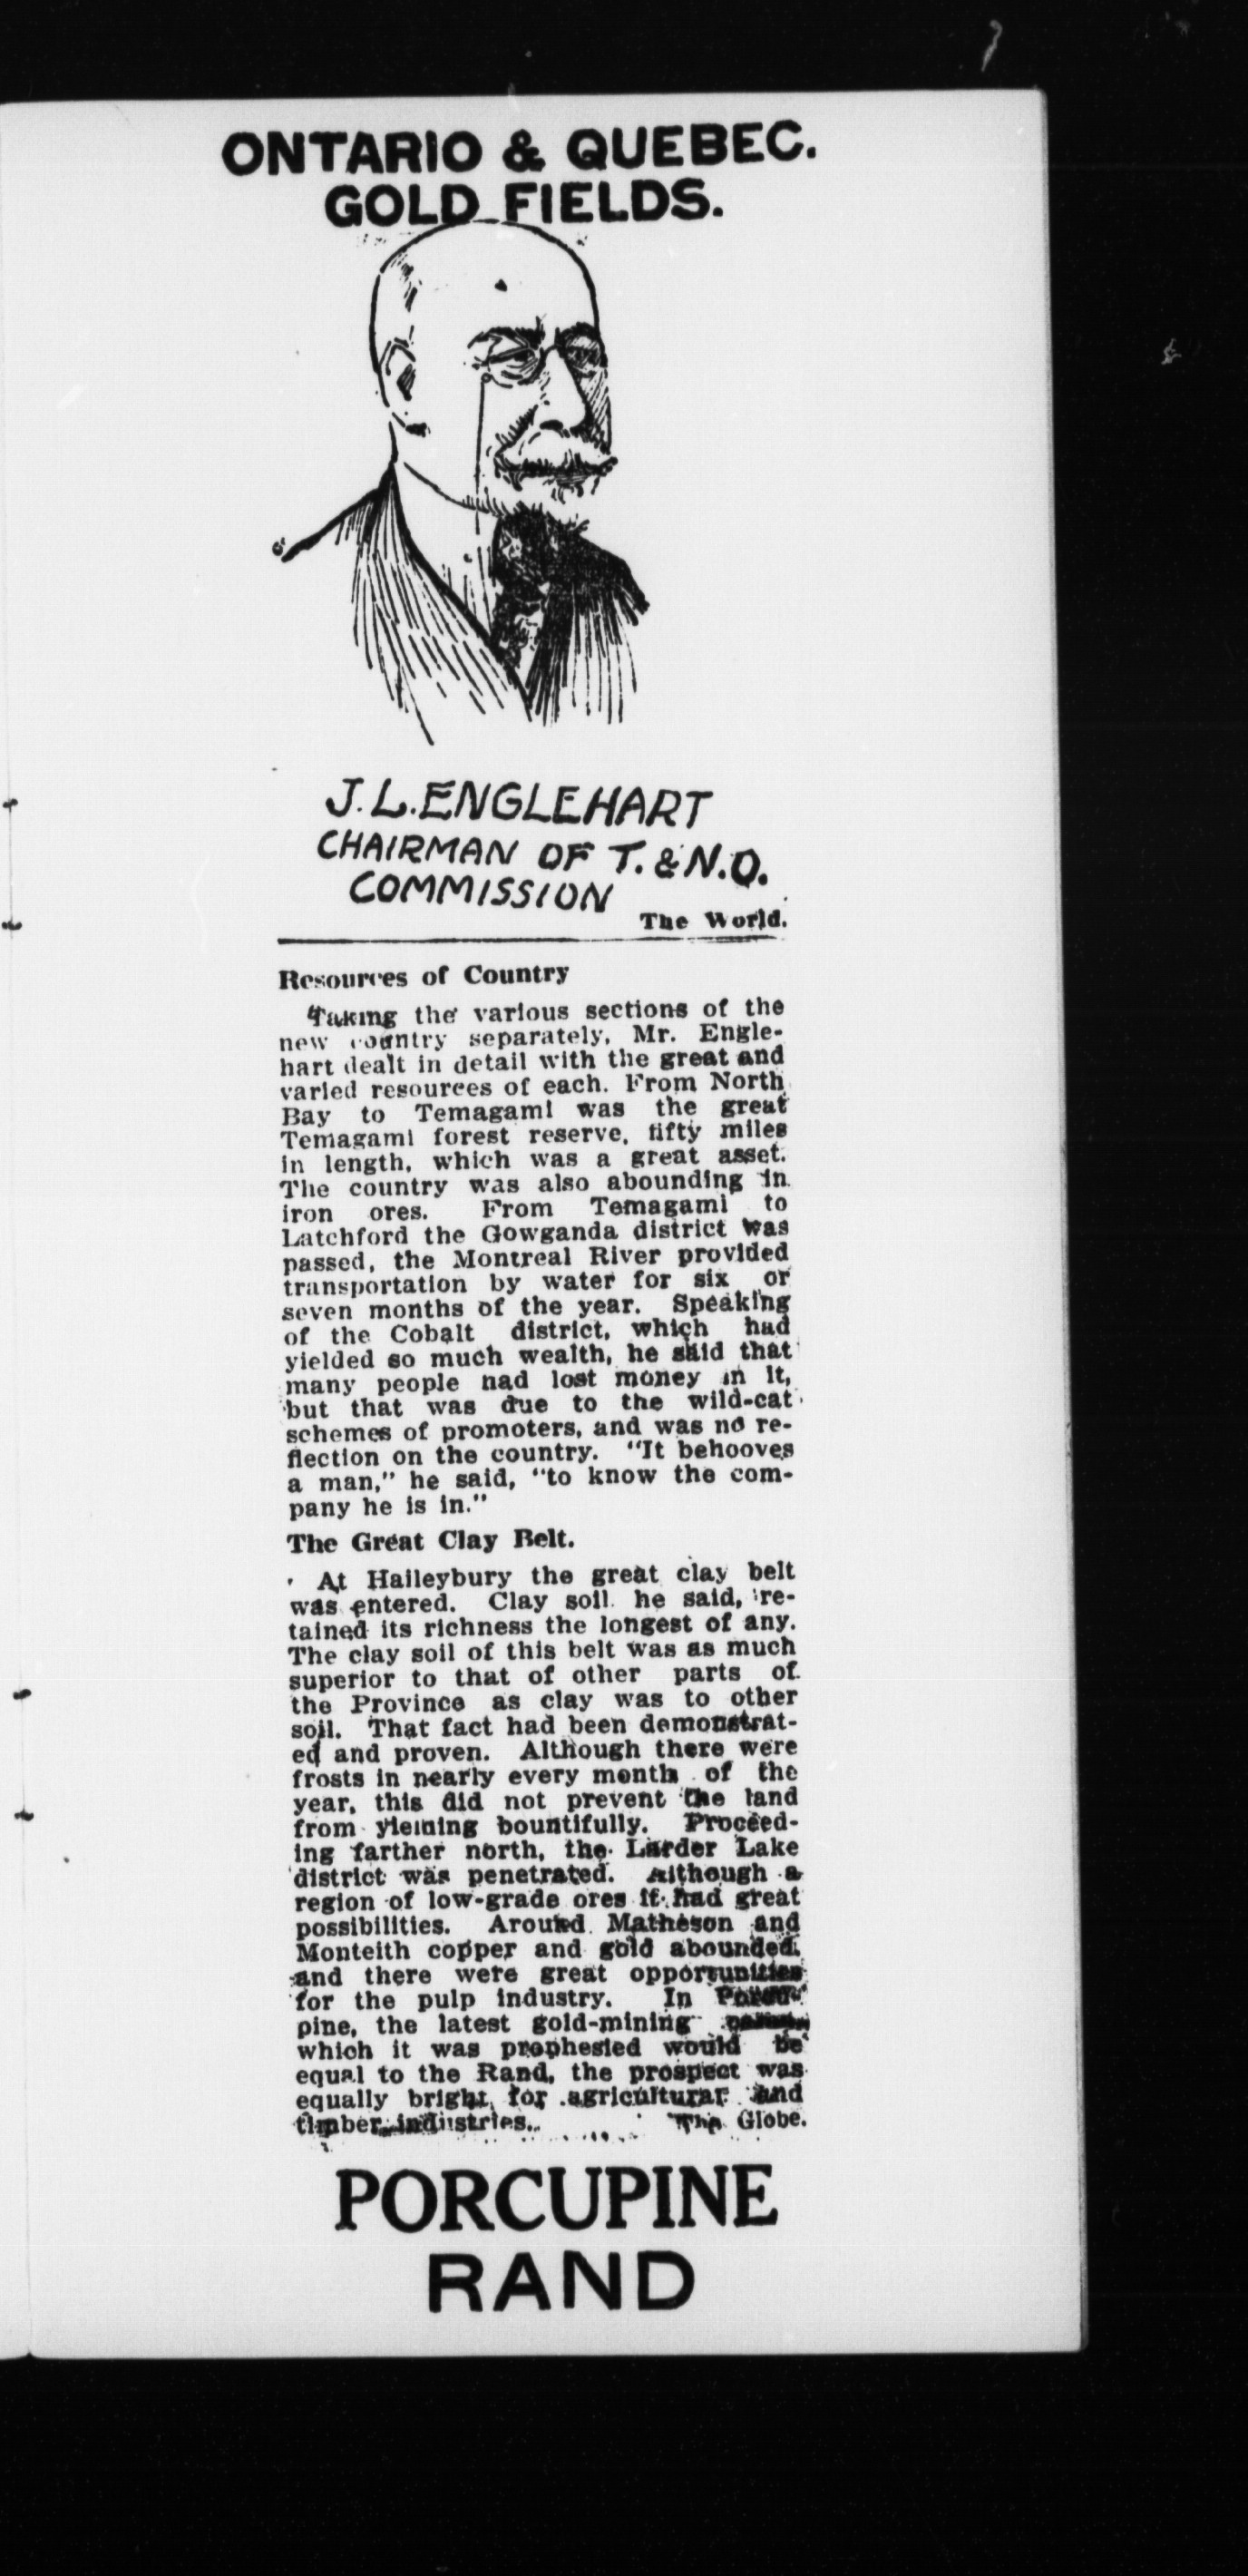 ONTARIO & QUEBEC.
GOLD FIELDS.
J. L. ENGLEHART
CHAIRMAN OF T. & N.O.
COMMISSION
The World.
Resources of Country
Taking the various sections of the
new country separately, Mr. Engle-
hart dealt in detail with the great and
varied resources of each. From North
Bay to Temagami was the great
Temagami forest reserve, fifty miles
in length, which was a great asset.
The country was also abounding in
iron ores. From Temagami to
Latchford the Gowganda district was
passed, the Montreal River provided
transportation by water for six or
seven months of the year. Speaking
of the Cobalt district, which had
yielded so much wealth, he said that
many people had lost money in it,
but that was due to the wild-cat
schemes of promoters, and was no re-
flection on the country. "It behooves
a man," he said, "to know the com-
pany he is in."
The Great Clay Belt.
At Haileybury the great clay belt
was entered. Clay soil he said, re-
tained its richness the longest of any.
The clay soil of this belt was as much
superior to that of other parts of
the Province as clay was to other
soil. That fact had been demonstrat-
ed and proven. Although there were
frosts in nearly every month of the
year, this did not prevent the land
from yielding bountifully. Proceed-
ing farther north, the Larder Lake
district was penetrated. Although a
region of low-grade ores it had great
possibilities. Around Matheson and
Monteith copper and gold abounded,
and there were great opportunities
for the pulp industry. In Porcu-
pine, the latest gold-mining
which it was prophesied would be
equal to the Rand, the prospect was
equally bright for agricultural and
timber industries. The Globe.
PORCUPINE
RAND